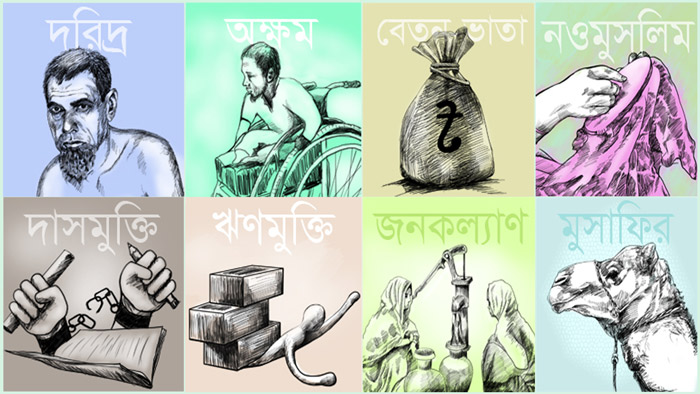 দরিদ্র
অক্ষম
বেতন ভাতা
নওমুসলিম
৳
দাসমুক্তি
ঋণমুক্তি
জনকল্যাণ
মুসাফির